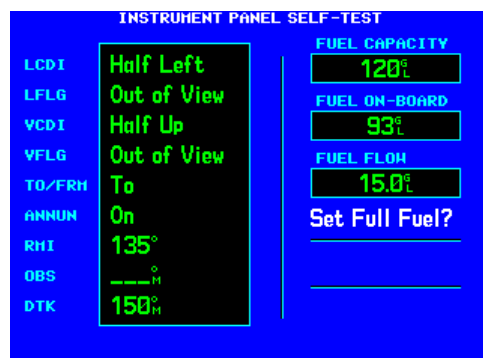 INSTRUMENT PANEL SELF-TEST
LCDI Half Left
LFLG Out of View
VCDI Half Up
VFLG Out of View
TO/FRM To
ANNUN On
RMI 135°
OBS ___°M
DTK 150°M
FUEL CAPACITY
120GL
FUEL ON-BOARD
93GL
FUEL FLOW
15.0GL
Set Full Fuel?